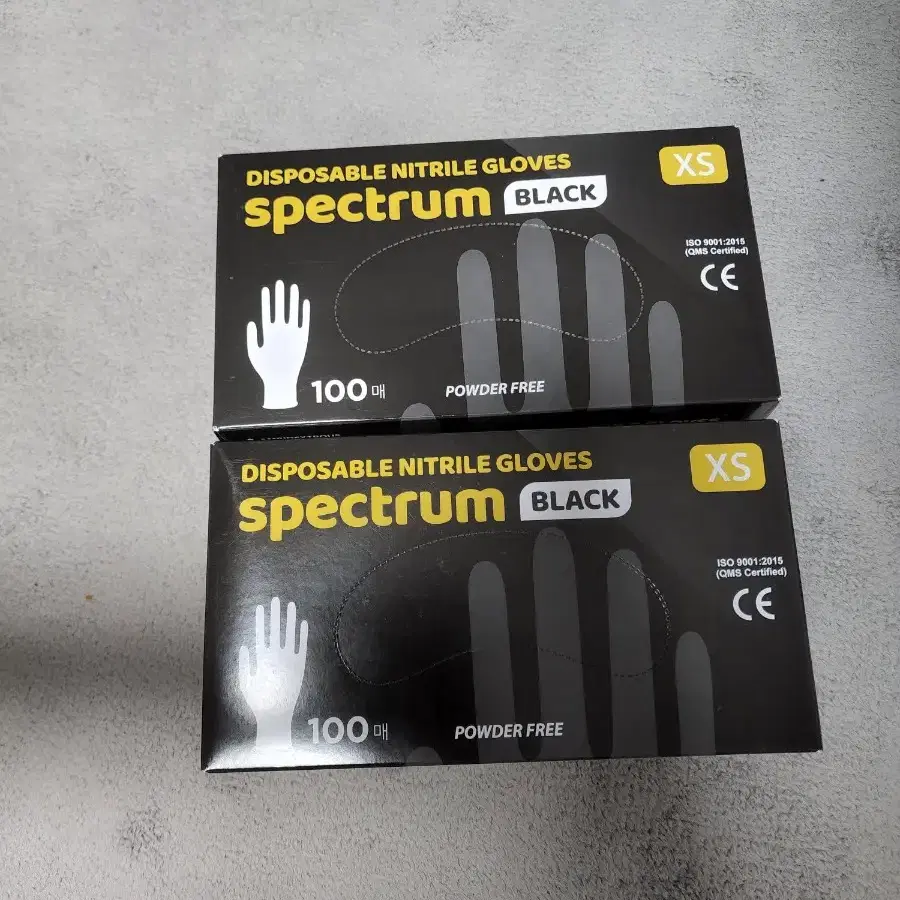 DISPOSABLE NITRILE GLOVES
XS
spectrum BLACK
ISO 9001:2015
(QMS Certified)
CE
100매
POWDER FREE
DISPOSABLE NITRILE GLOVES
XS
spectrum BLACK
ISO 9001:2015
(QMS Certified)
CE
100매
POWDER FREE